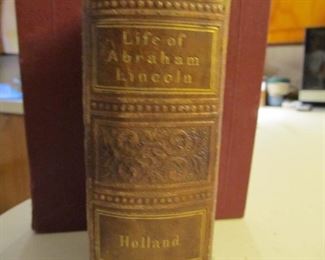 Life of
Abraham
Lincoln
Holland